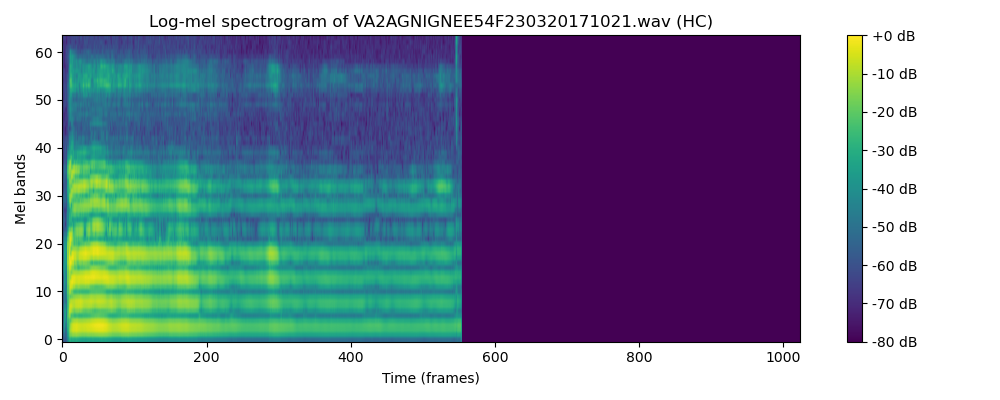 Log-mel spectrogram of VA2AGNIGNEE54F230320171021.wav (HC)
60
50
40
30
20
10
0
Mel bands
0
200
400
600
800
1000
Time (frames)
+0 dB
-10 dB
-20 dB
-30 dB
-40 dB
-50 dB
-60 dB
-70 dB
-80 dB